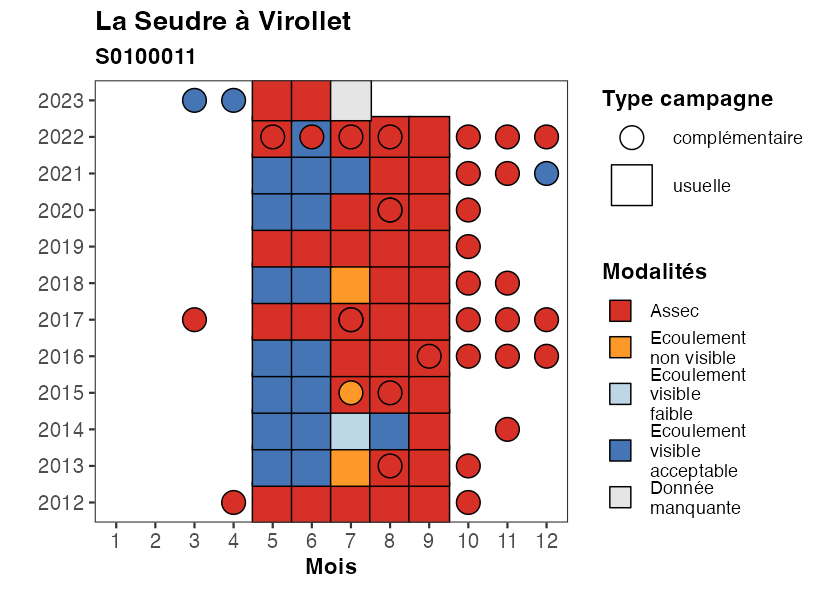 La Seudre à Virollet
S0100011
2023
2022
2021
2020
2019
2018
2017
2016
2015
2014
2013
2012
1 2 3 4 5 6 7 8 9 10 11 12
Mois
Type campagne
complémentaire
usuelle
Modalités
Assec
Ecoulement
non visible
Ecoulement
visible
faible
Ecoulement
visible
acceptable
Donnée
manquante